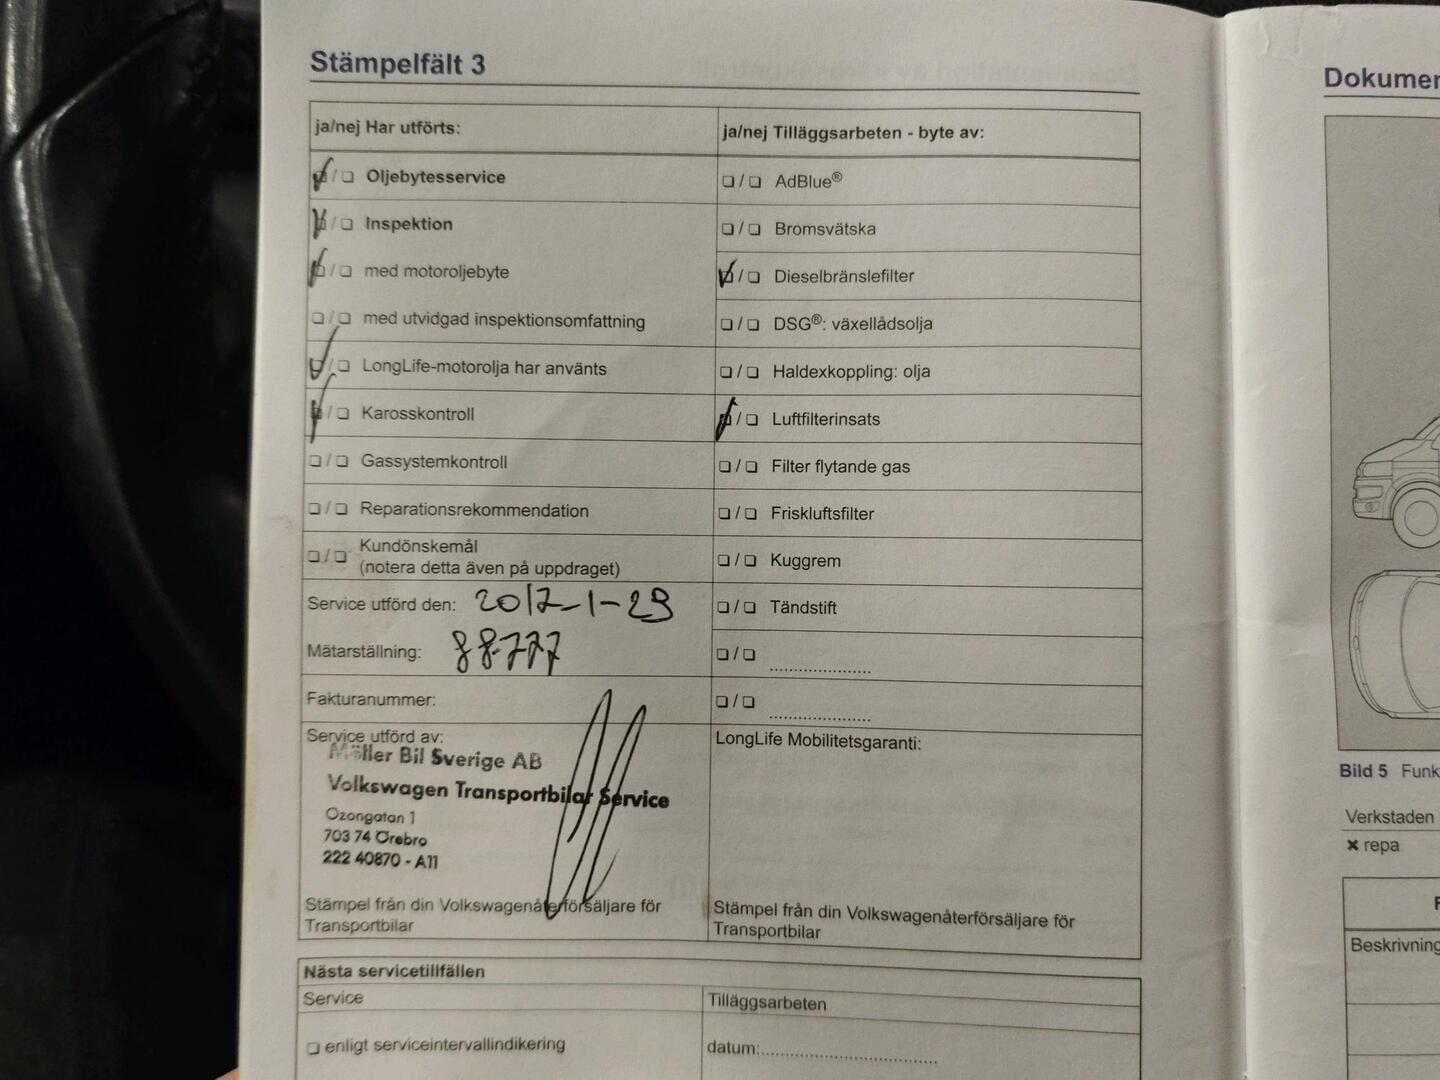 Stämpelfält 3
ja/nej Har utförts:
❏/❏ Oljebytesservice
❏/❏ Inspektion
❏/❏ med motoroljebyte
❏/❏ med utvidgad inspektionsomfattning
❏/❏ LongLife-motorolja har använts
❏/❏ Karosskontroll
❏/❏ Gassystemkontroll
❏/❏ Reparationsrekommendation
❏/❏ Kundönskemål
(notera detta även på uppdraget)
Service utförd den: 2017-1-29
Mätarställning: 88777
Fakturanummer:
Service utförd av:
Möller Bil Sverige AB
Volkswagen Transportbilar Service
Ozongatan 1
703 74 Örebro
222 40870 - A11
Stämpel från din Volkswagenåterförsäljare för
Transportbilar
ja/nej Tilläggsarbeten - byte av:
❏/❏ AdBlue®
❏/❏ Bromsvätska
❏/❏ Dieselbränslefilter
❏/❏ DSG®: växellådsolja
❏/❏ Haldexkoppling: olja
❏/❏ Luftfilterinsats
❏/❏ Filter flytande gas
❏/❏ Friskluftsfilter
❏/❏ Kuggrem
❏/❏ Tändstift
❏/❏ ....................
❏/❏ ....................
LongLife Mobilitetsgaranti:
Stämpel från din Volkswagenåterförsäljare för
Transportbilar
Nästa servicetillfällen
Service
Tilläggsarbeten
❏ enligt serviceintervallindikering
datum:...................................
Dokumen
Bild 5 Funk
Verkstaden
✖ repa
Beskrivning